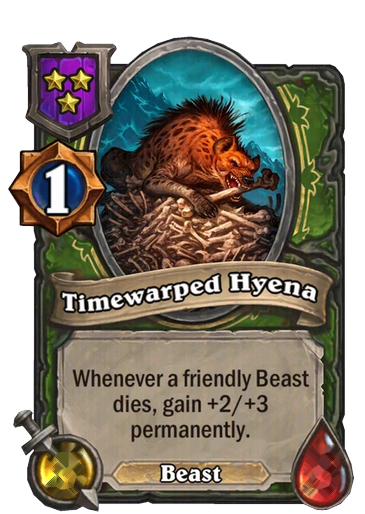 1
Timewarped Hyena
Whenever a friendly Beast
dies, gain +2/+3
permanently.
Beast